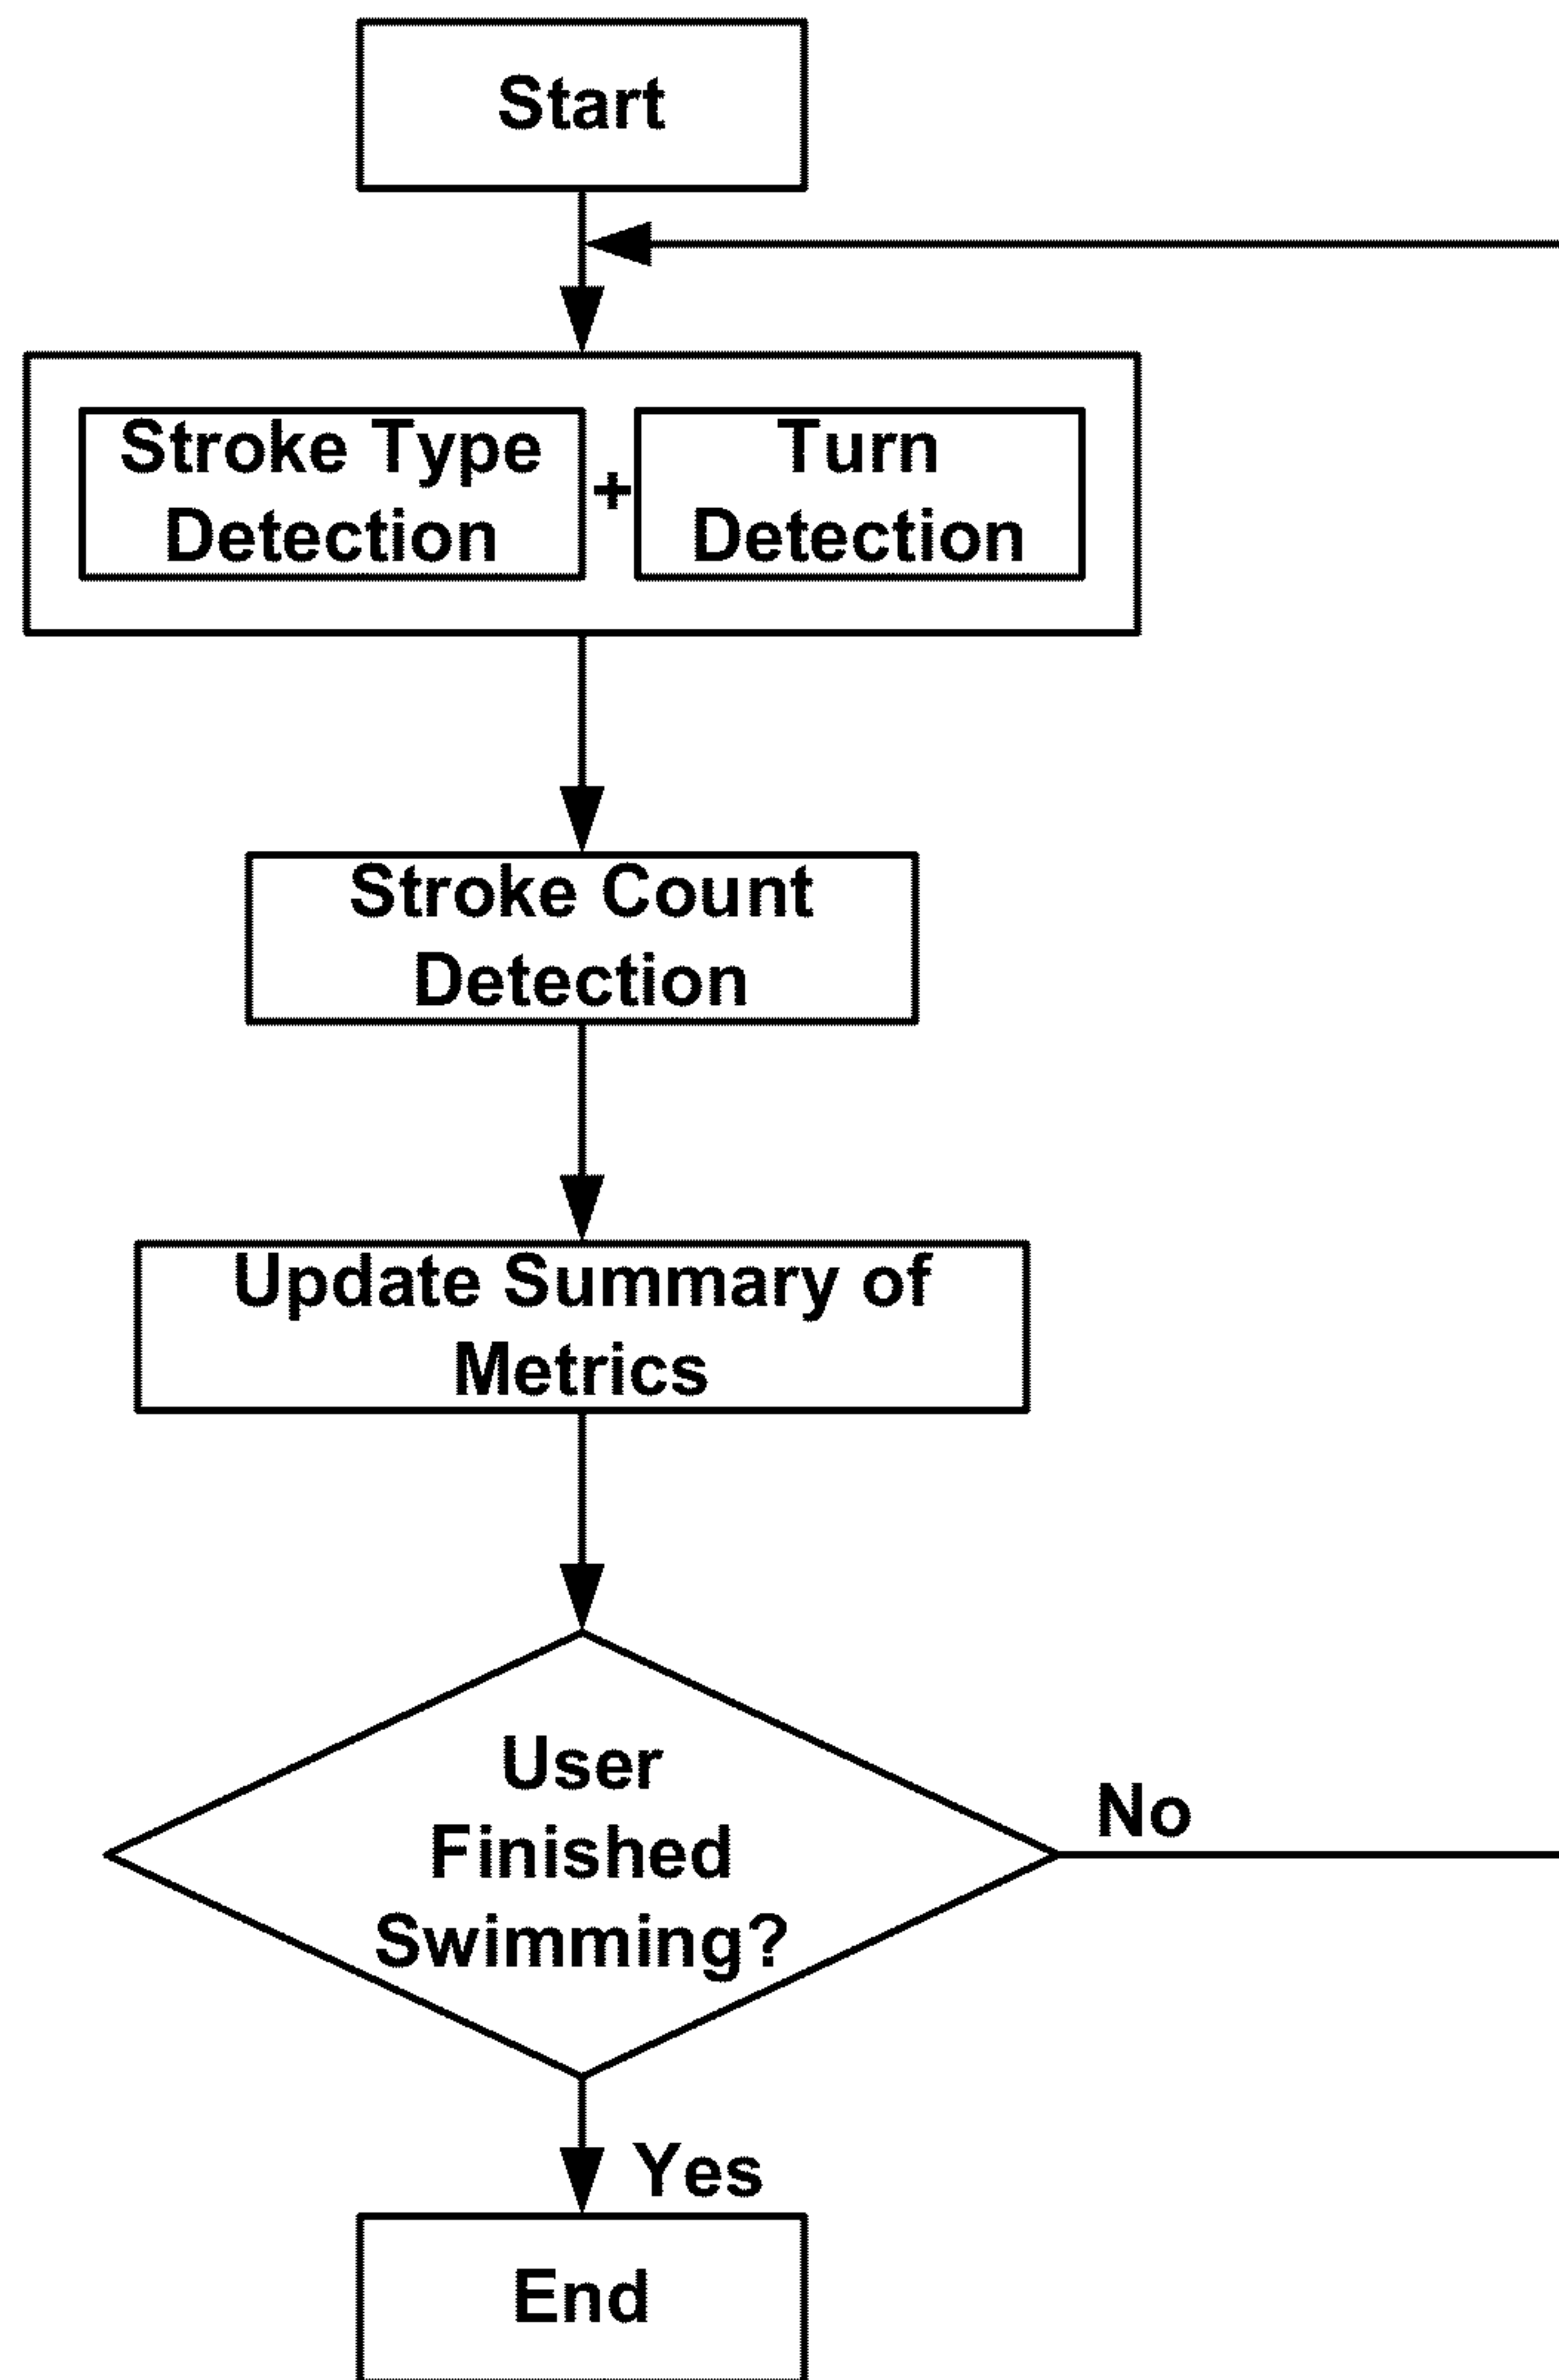 Start
Stroke Type
Detection
+
Turn
Detection
Stroke Count
Detection
Update Summary of
Metrics
User
Finished
Swimming?
No
Yes
End